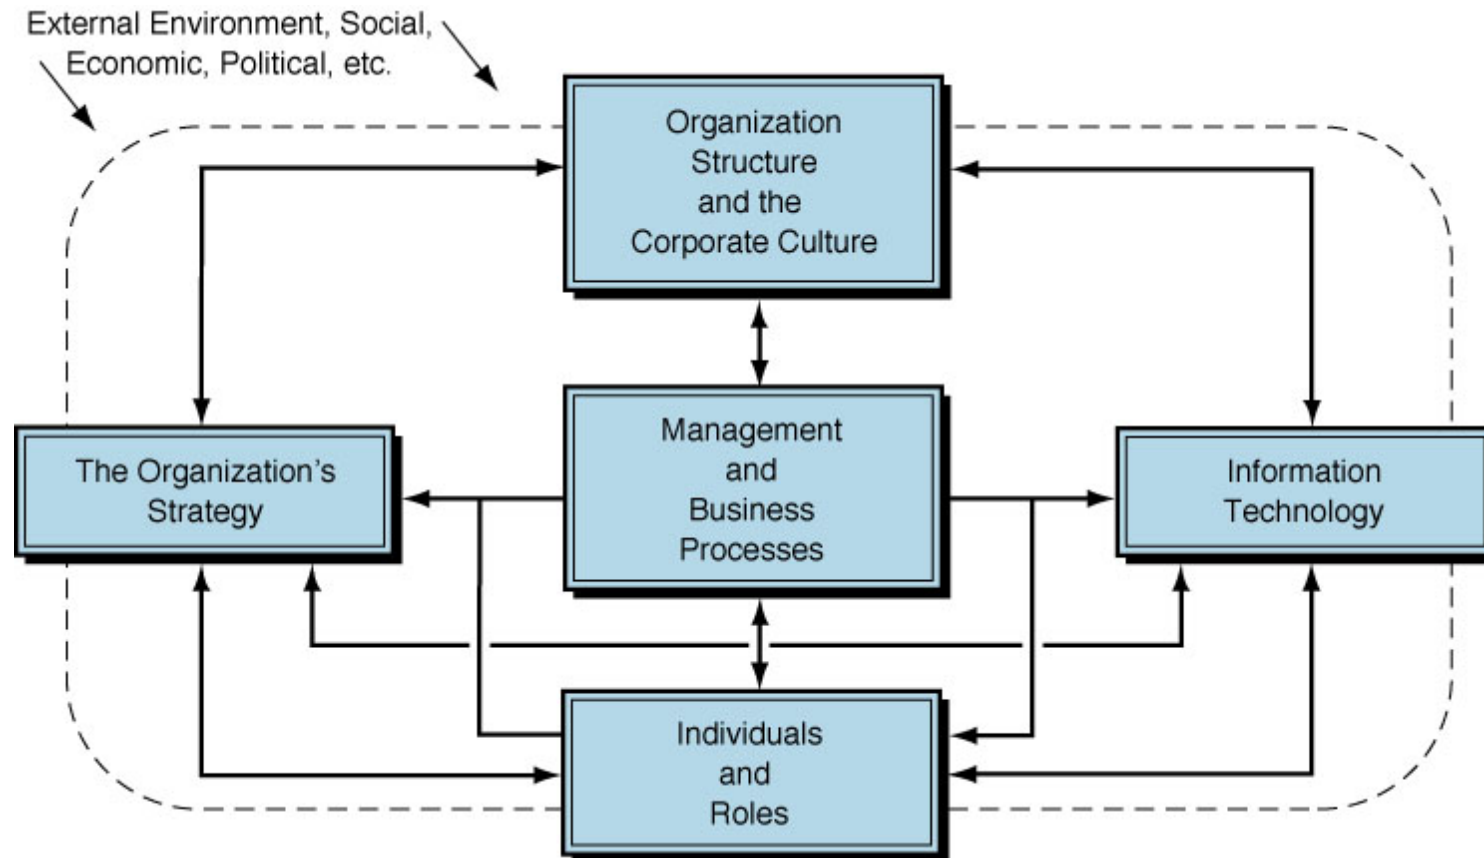 External Environment, Social,
Economic, Political, etc.
Organization
Structure
and the
Corporate Culture
Management
and
Business
Processes
The Organization's
Strategy
Information
Technology
Individuals
and
Roles